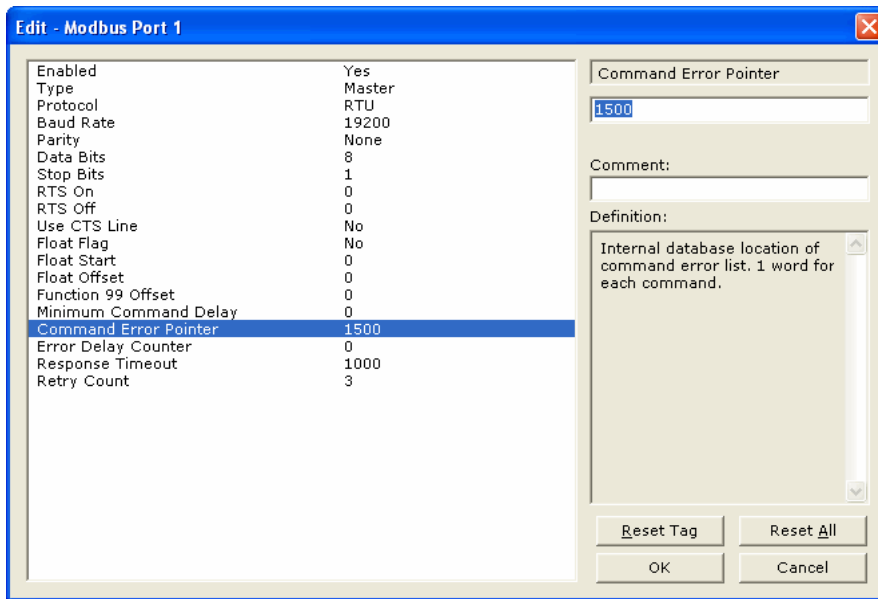 Edit - Modbus Port 1
Enabled Yes
Type Master
Protocol RTU
Baud Rate 19200
Parity None
Data Bits 8
Stop Bits 1
RTS On 0
RTS Off 0
Use CTS Line No
Float Flag No
Float Start 0
Float Offset 0
Function 99 Offset 0
Minimum Command Delay 0
Command Error Pointer 1500
Error Delay Counter 0
Response Timeout 1000
Retry Count 3
Command Error Pointer
1500
Comment:
Definition:
Internal database location of
command error list. 1 word for
each command.
Reset Tag Reset All
OK Cancel